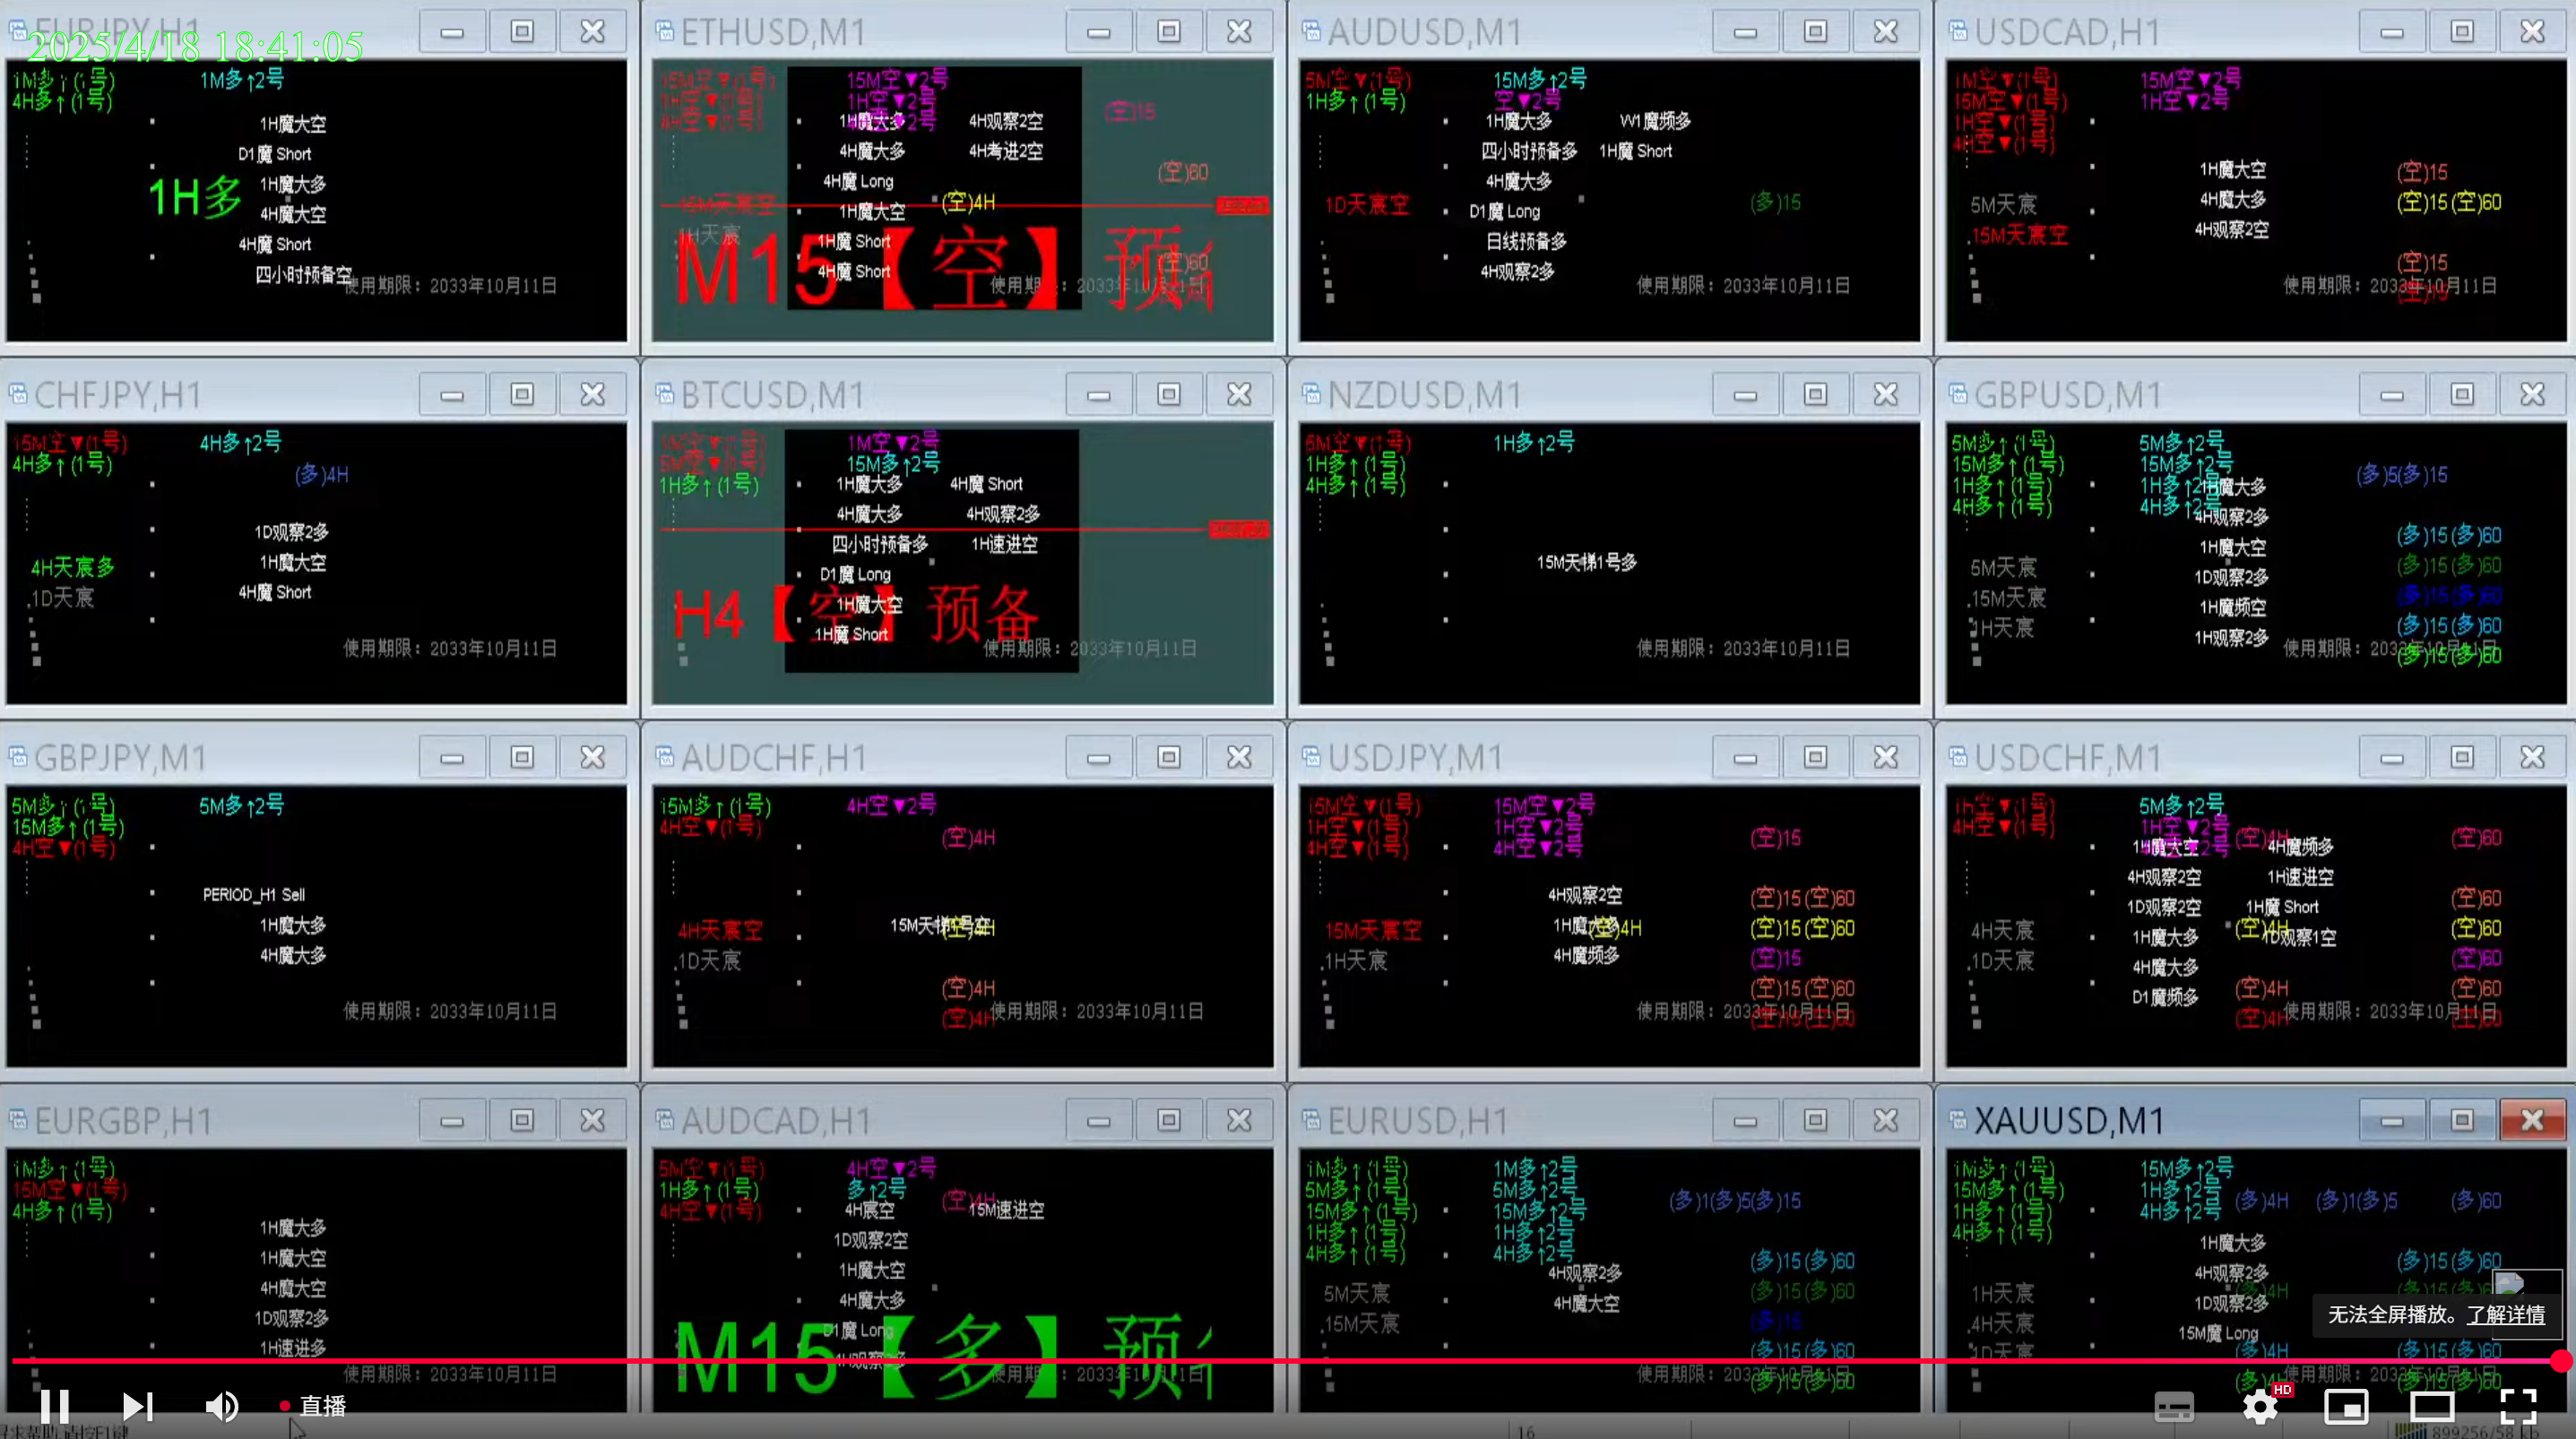 EURJPY,H1
2025/4/18 18:41:05
1M多↑(1号)
4H多↑(1号)
1M多↑2号
1H魔大空
D1魔 Short
1H多
1H魔大多
4H魔大空
4H魔 Short
四小时预备空
使用期限：2033年10月11日
ETHUSD,M1
15M空▼(1号)
1H空▼(1号)
4H空▼(1号)
15M空▼2号
1H空▼2号
4H空▼2号
1H魔大多
4H观察2空
(空)15
4H魔大多
4H考进2空
4H魔 Long
(空)60
15M天宸空
1H魔大空
(空)4H
1H天宸
1H魔 Short
4H魔 Short
(空)60
M15【空】预
AUDUSD,M1
5M空▼(1号)
1H多↑(1号)
15M多↑2号
空▼2号
1H魔大多
W1魔频多
四小时预备多
1H魔 Short
4H魔大多
1D天宸空
D1魔 Long
(多)15
日线预备多
4H观察2多
使用期限：2033年10月11日
USDCAD,H1
1M空▼(1号)
15M空▼(1号)
1H空▼(1号)
4H空▼(1号)
15M空▼2号
1H空▼2号
1H魔大空
(空)15
5M天宸
4H魔大多
(空)15(空)60
15M天宸空
4H观察2空
(空)15
使用期限：2033年10月11日
(空)15
CHFJPY,H1
15M空▼(1号)
4H多↑(1号)
4H多↑2号
(多)4H
1D观察2多
4H天宸多
1H魔大空
1D天宸
4H魔 Short
使用期限：2033年10月11日
BTCUSD,M1
1M空▼(1号)
5M空▼(1号)
1H多↑(1号)
1M空▼2号
15M多↑2号
1H魔大多
4H魔 Short
4H魔大多
4H观察2多
四小时预备多
1H速进空
D1魔 Long
1H魔大空
1H魔 Short
H4【空】预备
使用期限：2033年10月11日
NZDUSD,M1
5M空▼(1号)
1H多↑(1号)
4H多↑(1号)
1H多↑2号
15M天梯1号多
使用期限：2033年10月11日
GBPUSD,M1
5M多↑(1号)
15M多↑(1号)
1H多↑(1号)
4H多↑(1号)
5M多↑2号
15M多↑2号
1H多↑2号
4H多↑2号
(多)5(多)15
1H魔大多
4H观察2多
(多)15(多)60
1H魔大空
5M天宸
(多)15(多)60
1D观察2多
15M天宸
(多)15(多)60
1H魔频空
1H天宸
(多)15(多)60
1H观察2多
使用期限：2033年10月11日
(多)15(多)60
GBPJPY,M1
5M多↑(1号)
15M多↑(1号)
4H空▼(1号)
5M多↑2号
PERIOD_H1 Sell
1H魔大多
4H魔大多
使用期限：2033年10月11日
AUDCHF,H1
15M多↑(1号)
4H空▼(1号)
4H空▼2号
(空)4H
4H天宸空
15M天梯1号空
(空)4H
1D天宸
(空)4H
(空)4H
使用期限：2033年10月11日
USDJPY,M1
15M空▼(1号)
1H空▼(1号)
4H空▼(1号)
15M空▼2号
1H空▼2号
4H空▼2号
(空)15
4H观察2空
(空)15(空)60
15M天宸空
1H魔大多
(空)4H
(空)15(空)60
1H天宸
4H魔频多
(空)15
(空)15(空)60
使用期限：2033年10月11日
(空)15(空)60
USDCHF,M1
1H空▼(1号)
4H空▼(1号)
5M多↑2号
1H空▼2号
4H空▼2号
(空)4H
(空)60
1H魔大空
4H魔频多
4H观察2空
1H速进空
(空)60
1D观察2空
1H魔 Short
4H天宸
(空)4H
(空)60
1H魔大多
1D观察1空
1D天宸
4H魔大多
(空)60
D1魔频多
(空)4H
(空)60
(空)4H
使用期限：2033年10月11日
(空)60
EURGBP,H1
1M多↑(1号)
15M空▼(1号)
4H多↑(1号)
1H魔大多
1H魔大空
4H魔大空
1D观察2多
1H速进多
使用期限：2033年10月11日
AUDCAD,H1
5M空▼(1号)
1H多↑(1号)
4H空▼(1号)
4H空▼2号
多↑2号
(空)4H
4H宸空
15M速进空
1D观察2空
1H魔大空
4H魔大多
D1魔 Long
M15【多】预
EURUSD,H1
1M多↑(1号)
5M多↑(1号)
15M多↑(1号)
1H多↑(1号)
4H多↑(1号)
1M多↑2号
5M多↑2号
15M多↑2号
1H多↑2号
4H多↑2号
(多)1(多)5(多)15
4H观察2多
(多)15(多)60
5M天宸
4H魔大空
(多)15(多)60
15M天宸
(多)15
(多)15(多)60
使用期限：2033年10月11日
(多)15(多)60
XAUUSD,M1
1M多↑(1号)
15M多↑(1号)
1H多↑(1号)
4H多↑(1号)
15M多↑2号
1H多↑2号
4H多↑2号
(多)4H
(多)1(多)5
(多)60
1H魔大多
4H观察2多
(多)15(多)60
1H天宸
1D观察2多
4H天宸
15M魔 Long
1D天宸
(多)4H
(多)15(多)60
无法全屏播放。了解详情
直播
HD
16